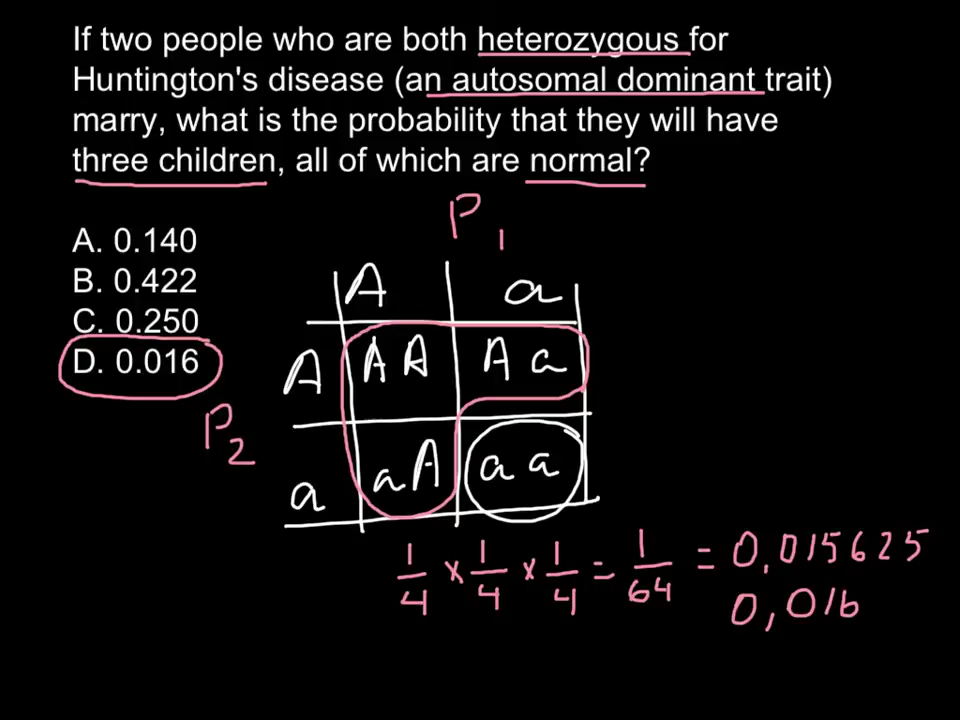 If two people who are both heterozygous for
Huntington's disease (an autosomal dominant trait)
marry, what is the probability that they will have
three children, all of which are normal?
A. 0.140
B. 0.422
C. 0.250
D. 0.016
P1
A a
A AA Aa
P2
a aA aa
1/4 × 1/4 × 1/4 = 1/64 = 0,015625
0,016